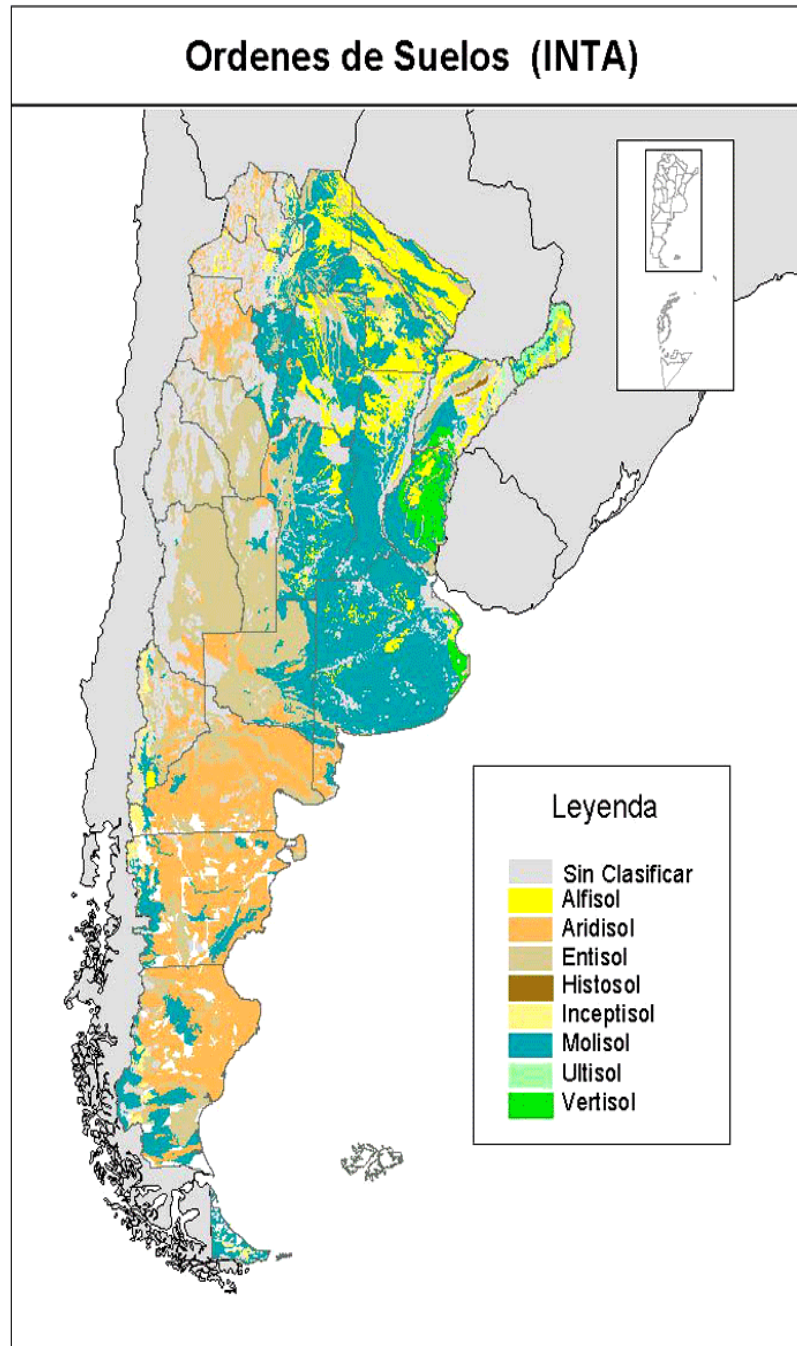 Ordenes de Suelos (INTA)
Leyenda
Sin Clasificar
Alfisol
Aridisol
Entisol
Histosol
Inceptisol
Molisol
Ultisol
Vertisol